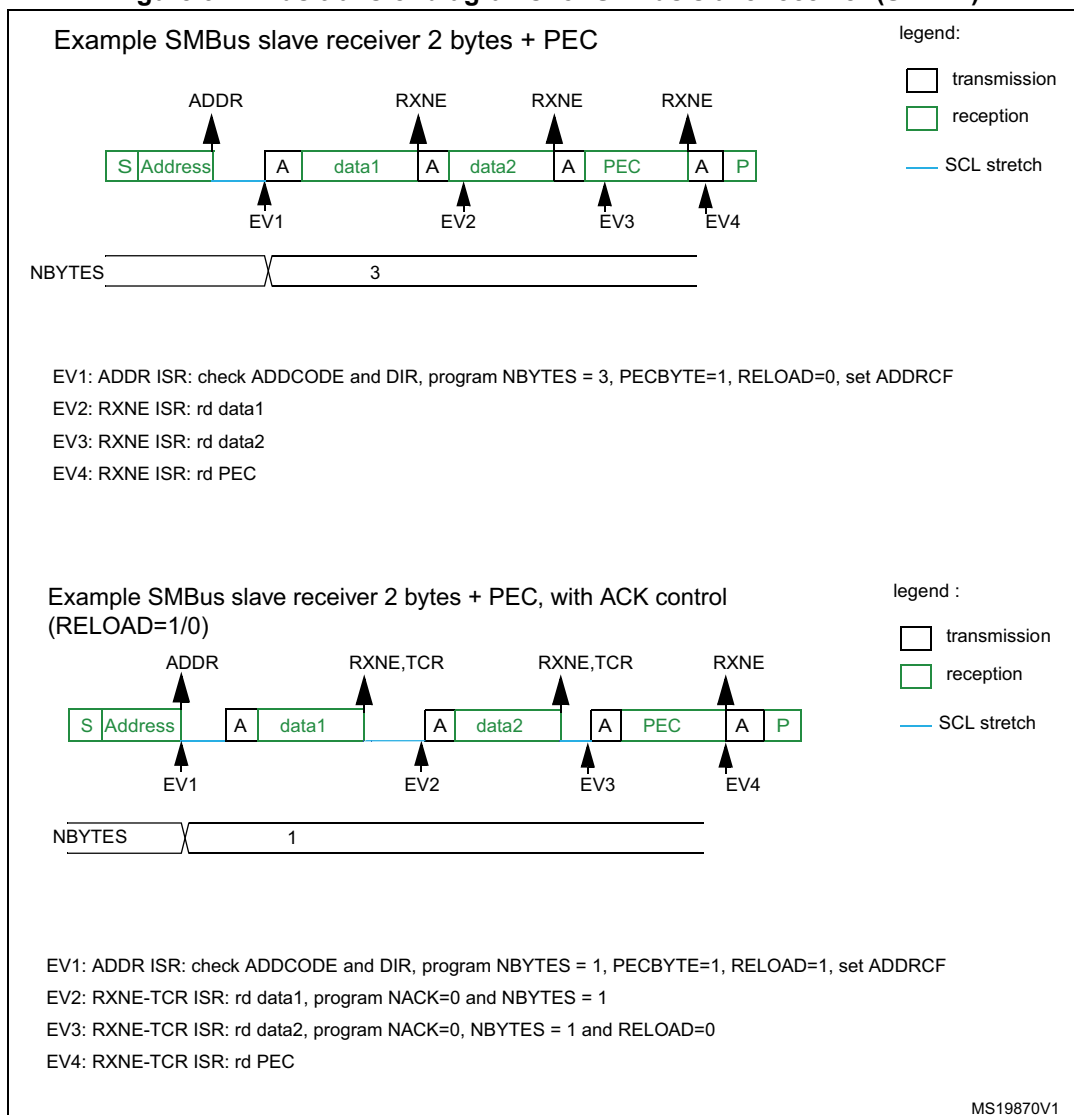 Example SMBus slave receiver 2 bytes + PEC
legend:
transmission
reception
SCL stretch
ADDR RXNE RXNE RXNE
S Address A data1 A data2 A PEC A P
EV1 EV2 EV3 EV4
NBYTES 3
EV1: ADDR ISR: check ADDCODE and DIR, program NBYTES = 3, PECBYTE=1, RELOAD=0, set ADDRCF
EV2: RXNE ISR: rd data1
EV3: RXNE ISR: rd data2
EV4: RXNE ISR: rd PEC
Example SMBus slave receiver 2 bytes + PEC, with ACK control
(RELOAD=1/0)
legend :
transmission
reception
SCL stretch
ADDR RXNE,TCR RXNE,TCR RXNE
S Address A data1 A data2 A PEC A P
EV1 EV2 EV3 EV4
NBYTES 1
EV1: ADDR ISR: check ADDCODE and DIR, program NBYTES = 1, PECBYTE=1, RELOAD=1, set ADDRCF
EV2: RXNE-TCR ISR: rd data1, program NACK=0 and NBYTES = 1
EV3: RXNE-TCR ISR: rd data2, program NACK=0, NBYTES = 1 and RELOAD=0
EV4: RXNE-TCR ISR: rd PEC
MS19870V1